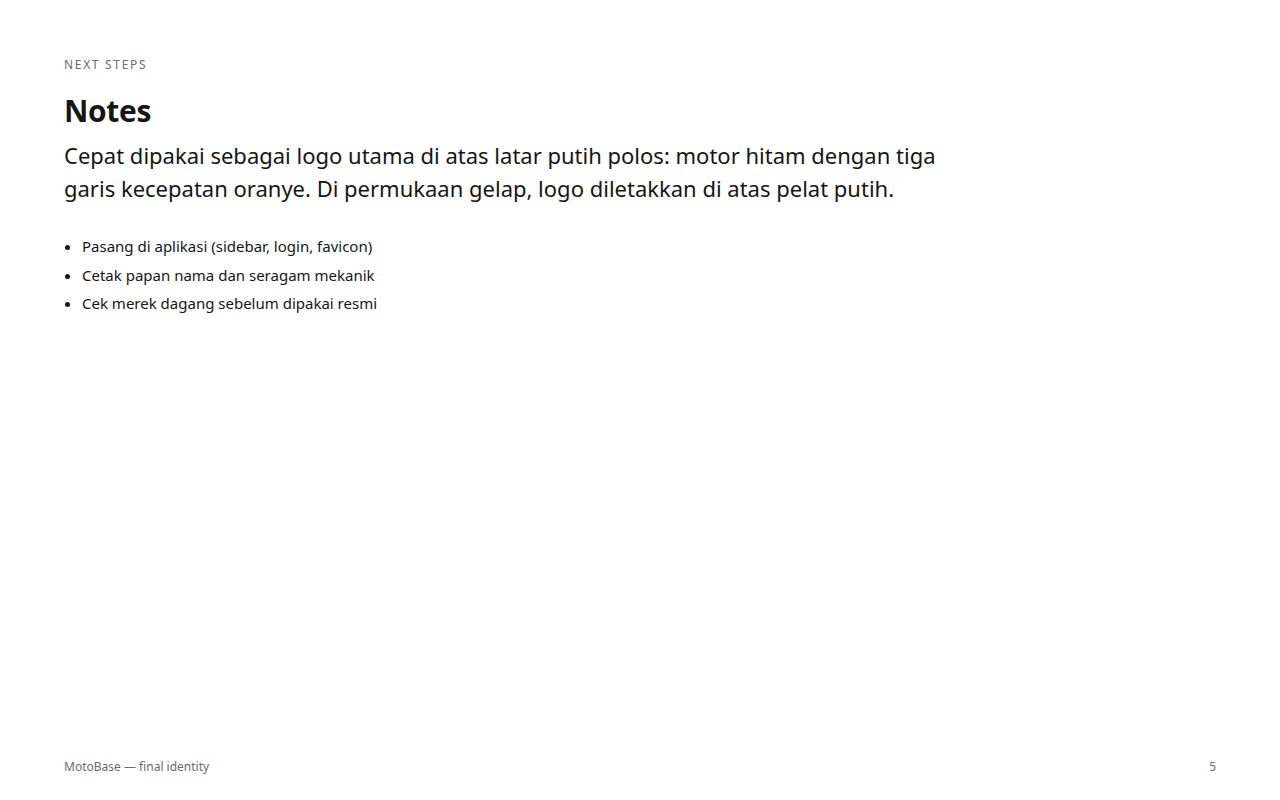 NEXT STEPS
Notes
Cepat dipakai sebagai logo utama di atas latar putih polos: motor hitam dengan tiga
garis kecepatan oranye. Di permukaan gelap, logo diletakkan di atas pelat putih.
• Pasang di aplikasi (sidebar, login, favicon)
• Cetak papan nama dan seragam mekanik
• Cek merek dagang sebelum dipakai resmi
MotoBase — final identity
5